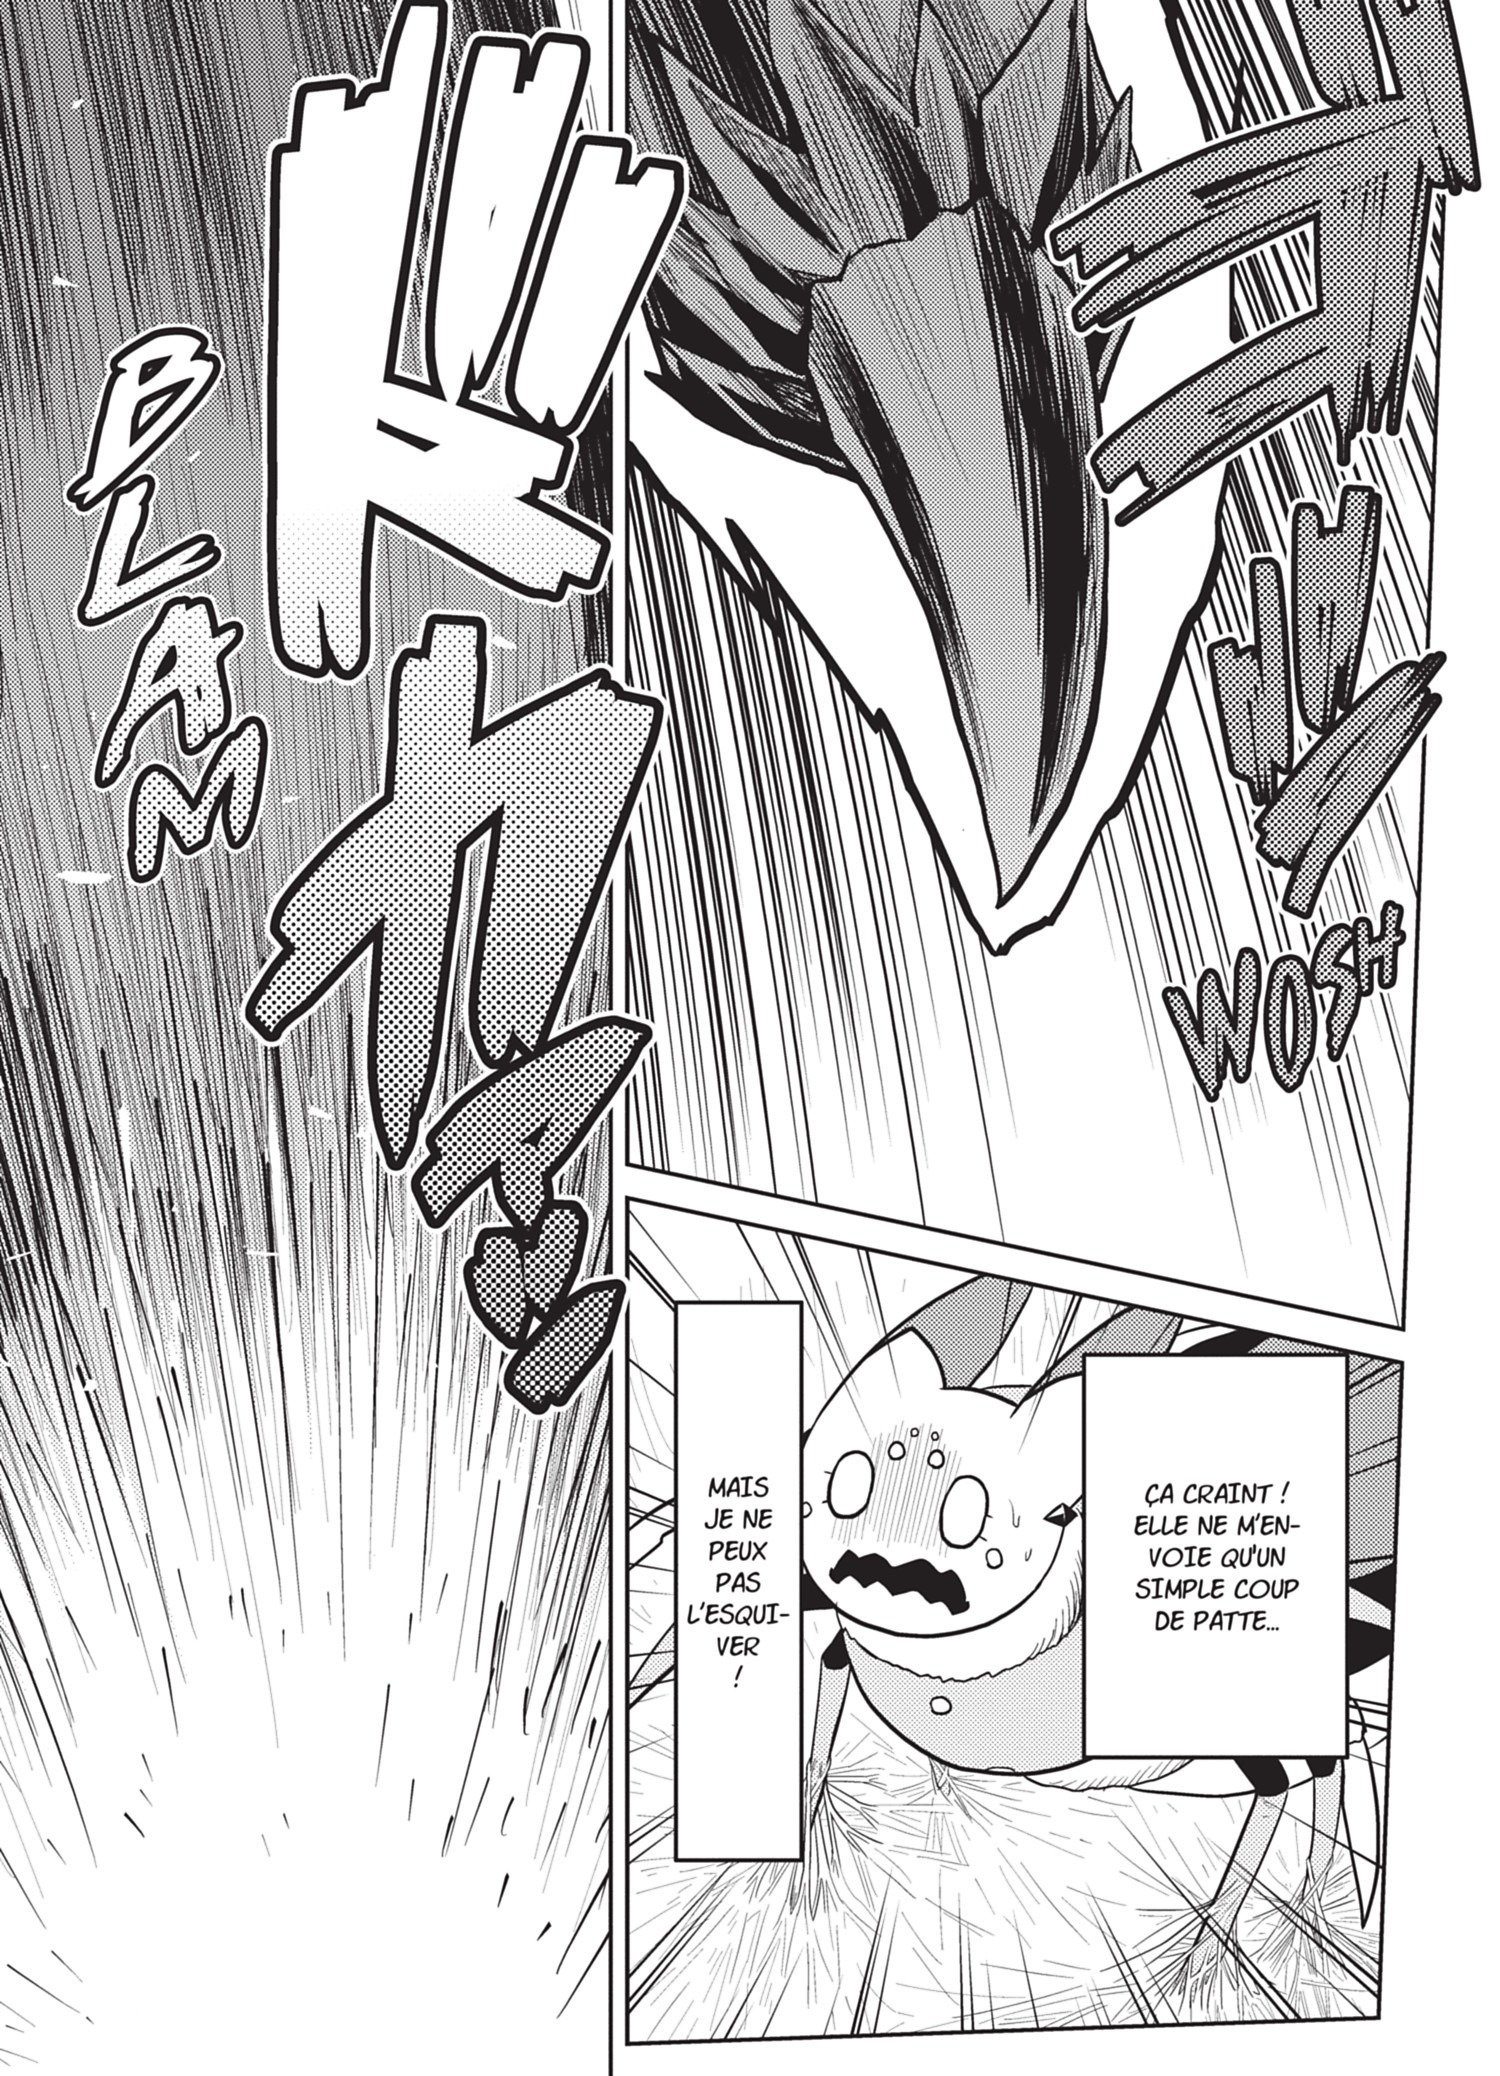 WOSH
ÇA CRAINT !
ELLE NE M'EN-
VOIE QU'UN
SIMPLE COUP
DE PATTE...
MAIS
JE NE
PEUX
PAS
L'ESQUI-
VER
!
BLAM